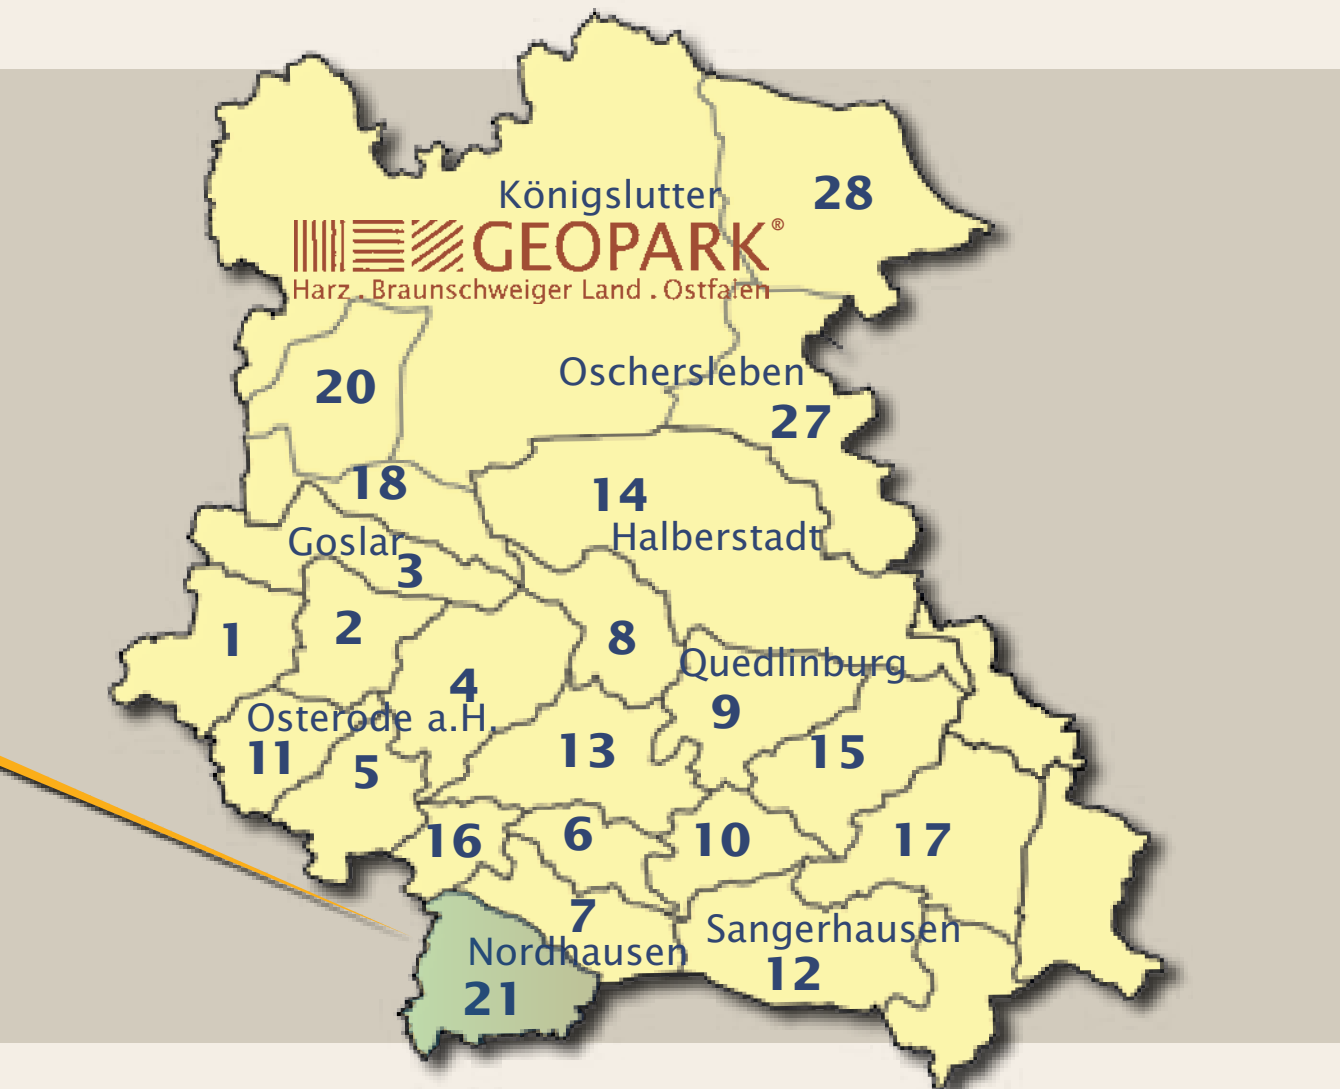 Königslutter
28
GEOPARK®
Harz . Braunschweiger Land . Ostfalen
Oschersleben
20
27
18
14
Goslar
Halberstadt
3
1
2
8
4
Quedlinburg
Osterode a.H.
9
11
5
13
15
16
6
10
17
7
Sangerhausen
Nordhausen
12
21